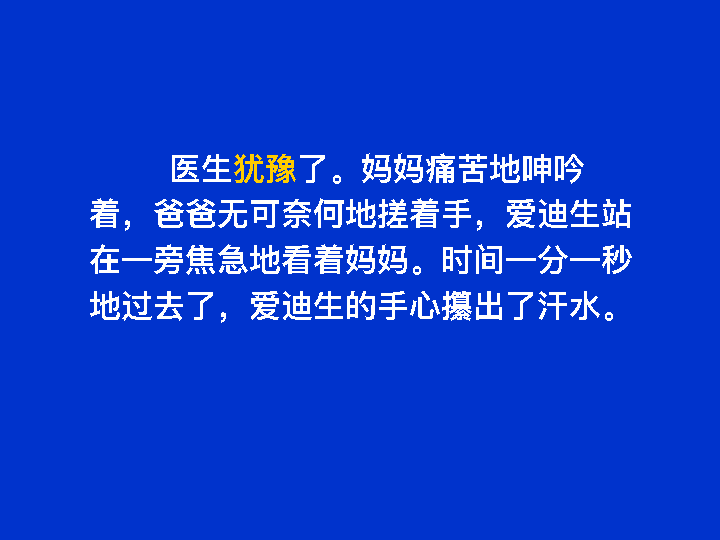 医生犹豫了。妈妈痛苦地呻吟
着，爸爸无可奈何地搓着手，爱迪生站
在一旁焦急地看着妈妈。时间一分一秒
地过去了，爱迪生的手心攥出了汗水。